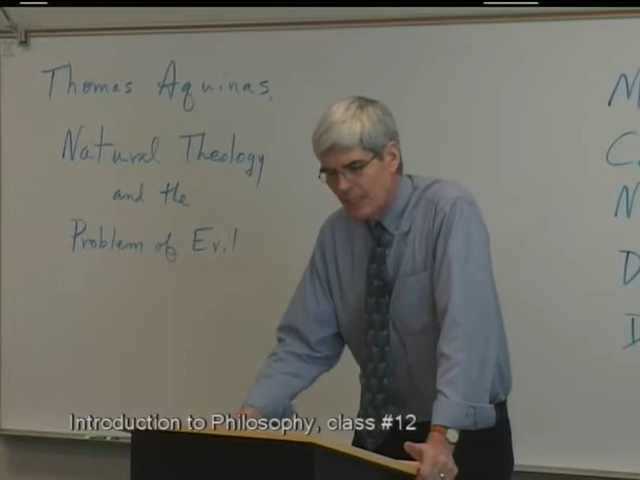 Thomas Aquinas,
Natural Theology
and the
Problem of Evil
N
C
N
D
D
Introduction to Philosophy, class #12